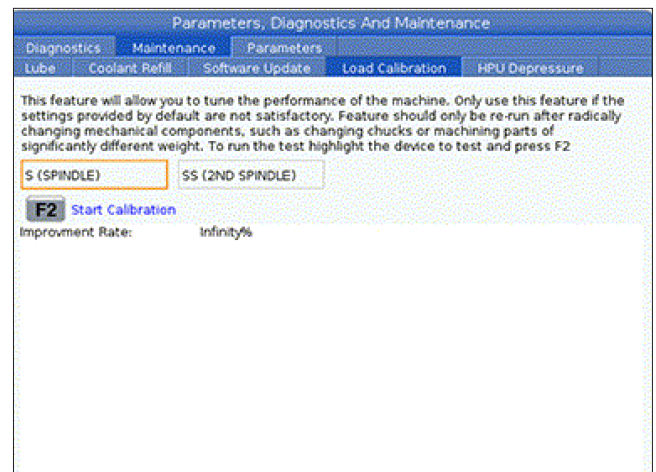 Parameters, Diagnostics And Maintenance
Diagnostics Maintenance Parameters
Lube Coolant Refill Software Update Load Calibration HPU Depressure
This feature will allow you to tune the performance of the machine. Only use this feature if the
settings provided by default are not satisfactory. Feature should only be re-run after radically
changing mechanical components, such as changing chucks or machining parts of
significantly different weight. To run the test highlight the device to test and press F2
S (SPINDLE) SS (2ND SPINDLE)
F2 Start Calibration
Improvment Rate: Infinity%